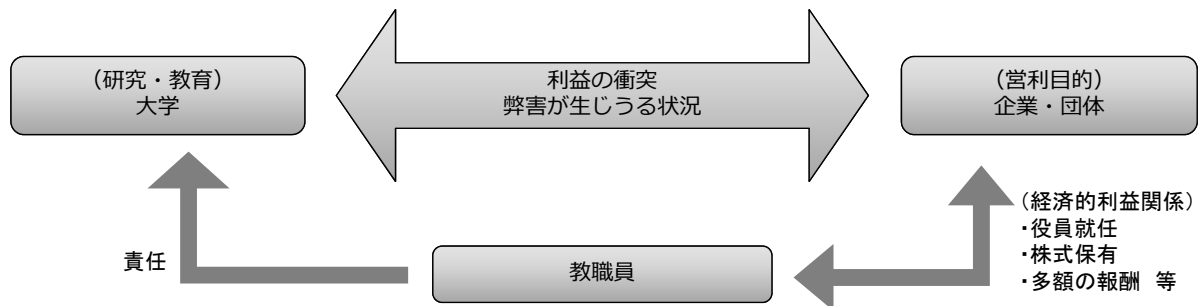 （研究・教育）
大学
利益の衝突
弊害が生じうる状況
（営利目的）
企業・団体
責任
教職員
（経済的利益関係）
・役員就任
・株式保有
・多額の報酬　等